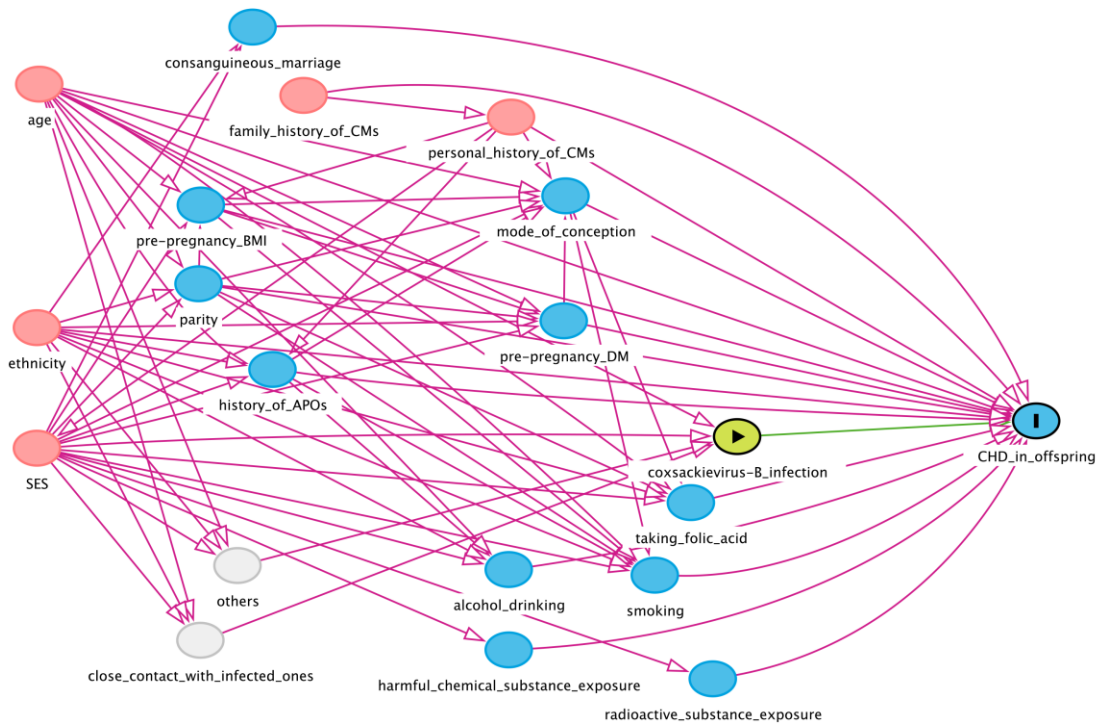 consanguineous_marriage
age
family_history_of_CMs
personal_history_of_CMs
pre-pregnancy_BMI
mode_of_conception
parity
ethnicity
pre-pregnancy_DM
history_of_APOs
SES
coxsackievirus-B_infection
CHD_in_offspring
taking_folic_acid
others
alcohol_drinking
smoking
close_contact_with_infected_ones
harmful_chemical_substance_exposure
radioactive_substance_exposure